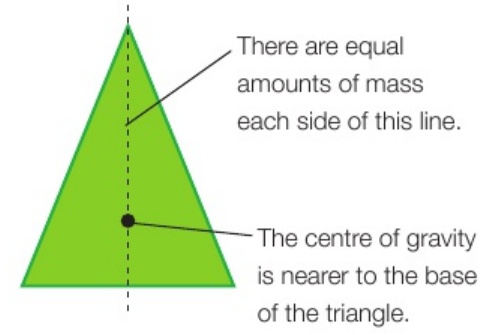 There are equal
amounts of mass
each side of this line.
The centre of gravity
is nearer to the base
of the triangle.